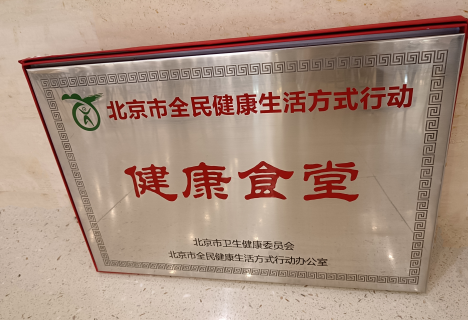 北京市全民健康生活方式行动
健康食堂
北京市卫生健康委员会
北京市全民健康生活方式行动办公室